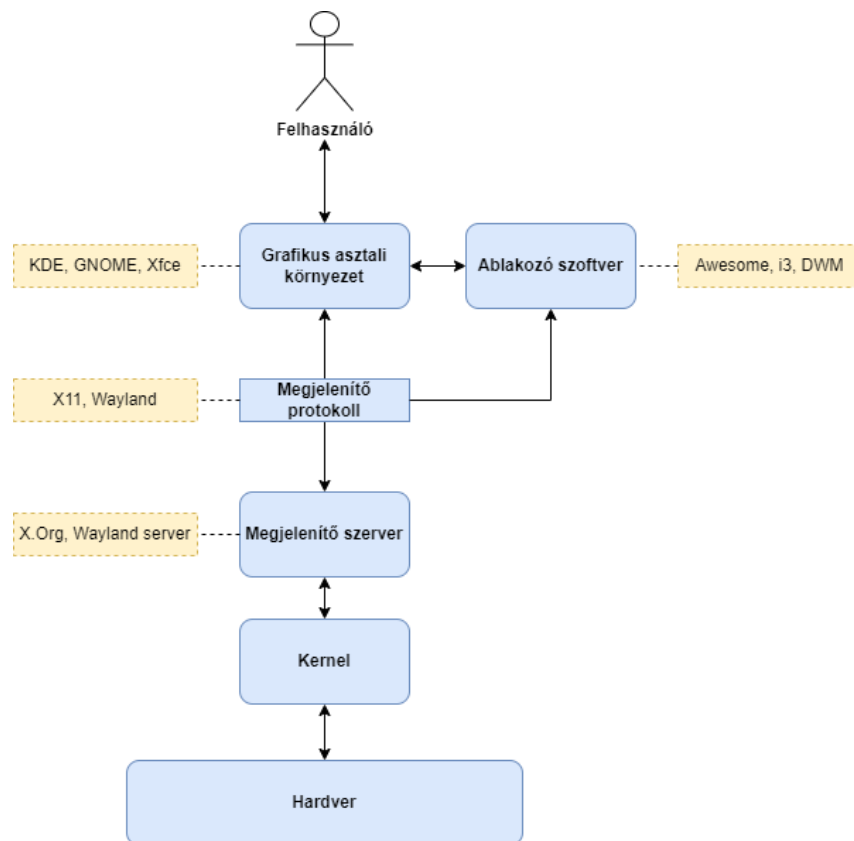 Felhasználó
KDE, GNOME, Xfce
Grafikus asztali
környezet
Ablakozó szoftver
Awesome, i3, DWM
X11, Wayland
Megjelenítő
protokoll
X.Org, Wayland server
Megjelenítő szerver
Kernel
Hardver